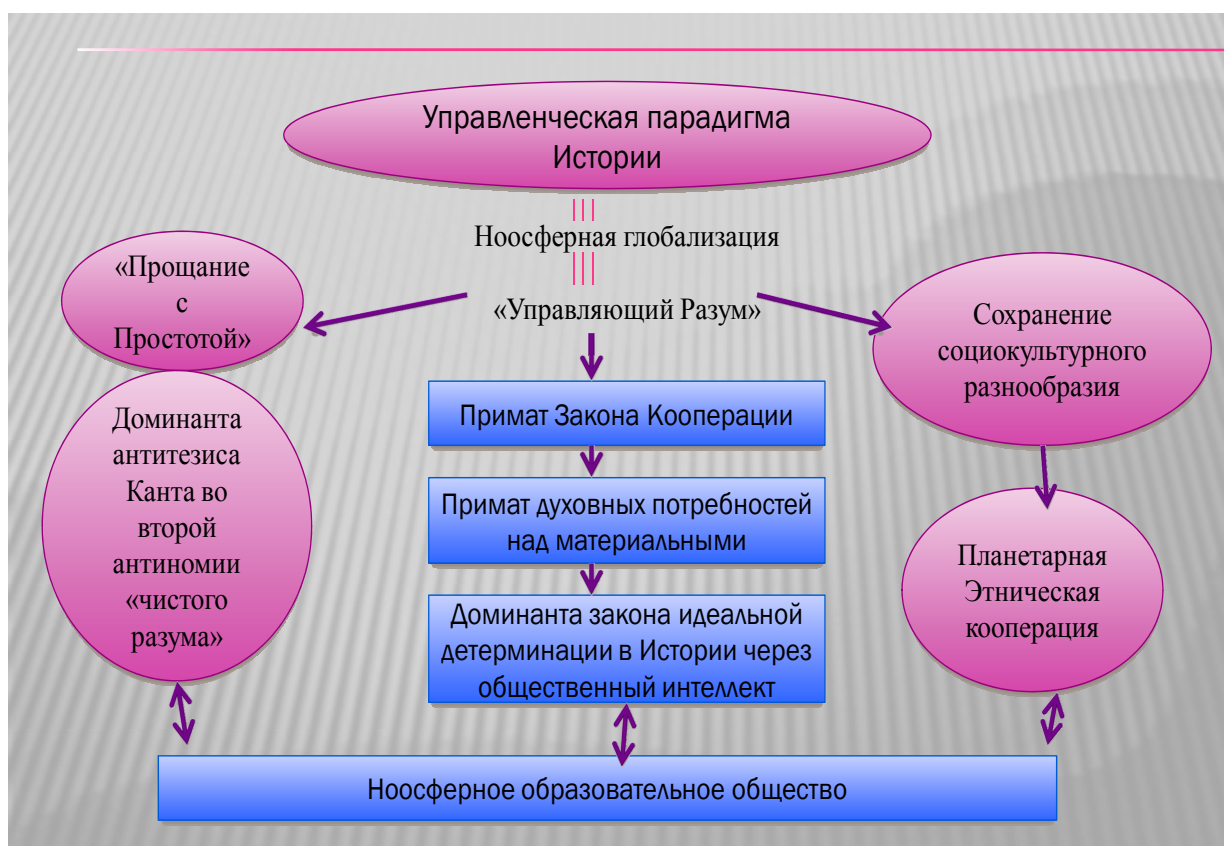 Управленческая парадигма
Истории
Ноосферная глобализация
«Управляющий Разум»
«Прощание
с
Простотой»
Доминанта
антитезиса
Канта во
второй
антиномии
«чистого
разума»
Примат Закона Кооперации
Примат духовных потребностей
над материальными
Доминанта закона идеальной
детерминации в Истории через
общественный интеллект
Сохранение
социокультурного
разнообразия
Планетарная
Этническая
кооперация
Ноосферное образовательное общество